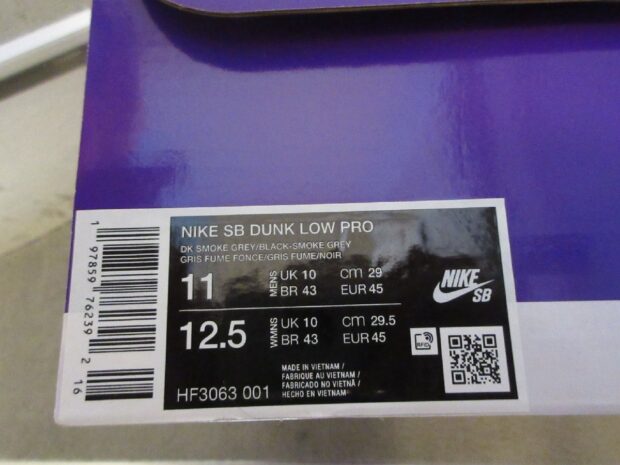 NIKE SB DUNK LOW PRO
DK SMOKE GREY/BLACK-SMOKE GREY
GRIS FUME FONCE/GRIS FUME/NOIR
11 MENS UK 10 cm 29
BR 43 EUR 45
12.5 WMNS UK 10 cm 29.5
BR 43 EUR 45
NIKE
SB
RFID
MADE IN VIETNAM /
FABRIQUE AU VIETNAM /
FABRICADO NO VIETNÃ /
HECHO EN VIETNAM
HF3063 001
1 97859 76239 2 16